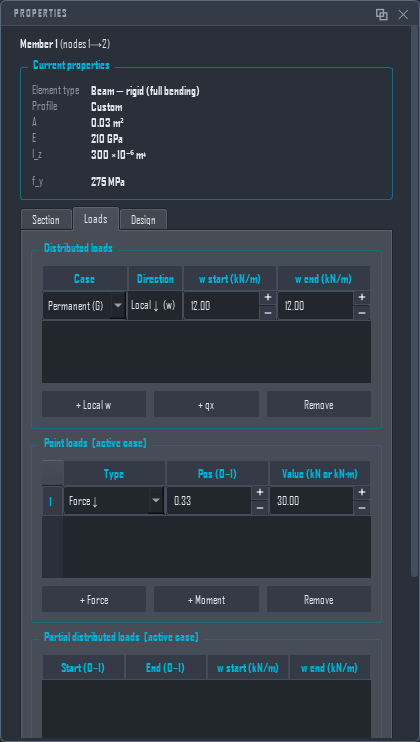 PROPERTIES
Member 1 (nodes 1→2)
Current properties
Element type Beam — rigid (full bending)
Profile Custom
A 0.03 m²
E 210 GPa
I_z 300 ×10⁻⁶ m⁴
f_y 275 MPa
Section Loads Design
Distributed loads
Case Direction w start (kN/m) w end (kN/m)
Permanent (G) Local ↓ (w) 12.00 + − 12.00 + −
+ Local w + qx Remove
Point loads (active case)
Type Pos (0–1) Value (kN or kN·m)
1 Force ↓ 0.33 + − 30.00 + −
+ Force + Moment Remove
Partial distributed loads (active case)
Start (0–1) End (0–1) w start (kN/m) w end (kN/m)